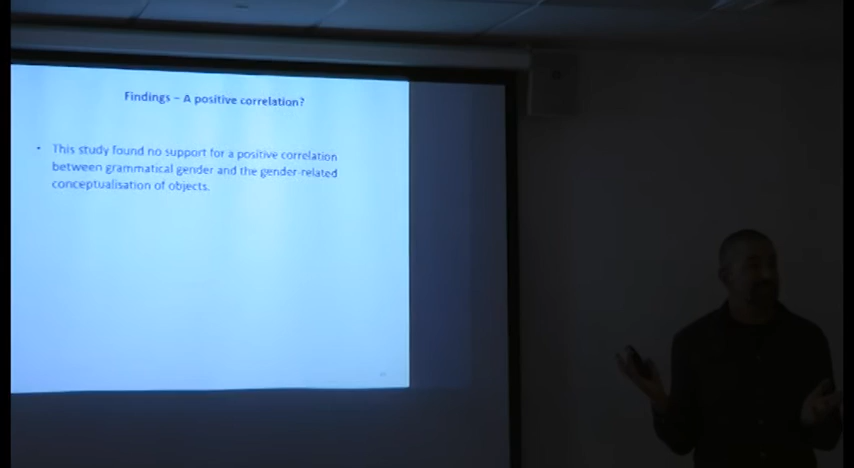 Findings – A positive correlation?
• This study found no support for a positive correlation
between grammatical gender and the gender-related
conceptualisation of objects.